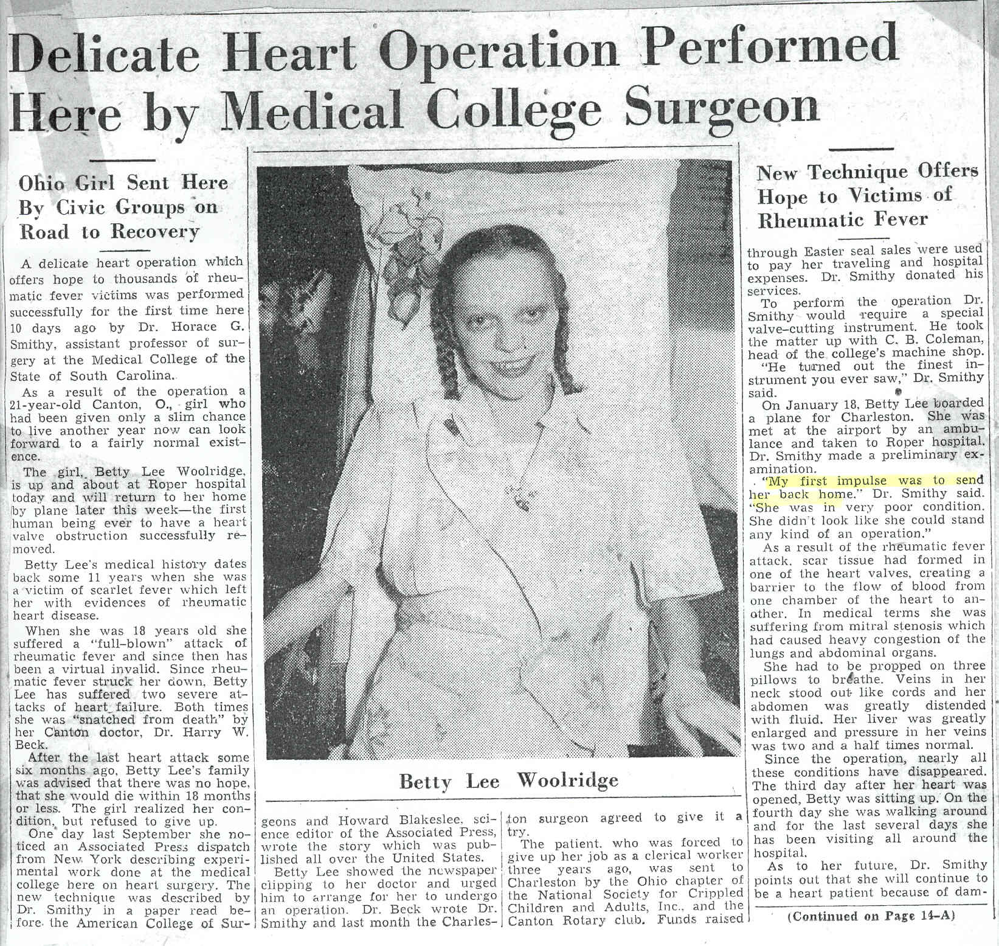 Delicate Heart Operation Performed
Here by Medical College Surgeon
Ohio Girl Sent Here
By Civic Groups on
Road to Recovery
A delicate heart operation which
offers hope to thousands of rheu-
matic fever victims was performed
successfully for the first time here
10 days ago by Dr. Horace G.
Smithy, assistant professor of sur-
gery at the Medical College of the
State of South Carolina.
As a result of the operation a
21-year-old Canton, O., girl who
had been given only a slim chance
to live another year now can look
forward to a fairly normal exist-
ence.
The girl, Betty Lee Woolridge,
is up and about at Roper hospital
today and will return to her home
by plane later this week—the first
human being ever to have a heart
valve obstruction successfully re-
moved.
Betty Lee's medical history dates
back some 11 years when she was
a victim of scarlet fever which left
her with evidences of rheumatic
heart disease.
When she was 18 years old she
suffered a "full-blown" attack of
rheumatic fever and since then has
been a virtual invalid. Since rheu-
matic fever struck her down, Betty
Lee has suffered two severe at-
tacks of heart failure. Both times
she was "snatched from death" by
her Canton doctor, Dr. Harry W.
Beck.
After the last heart attack some
six months ago, Betty Lee's family
was advised that there was no hope,
that she would die within 18 months
or less. The girl realized her con-
dition, but refused to give up.
One day last September she no-
ticed an Associated Press dispatch
from New York describing experi-
mental work done at the medical
college here on heart surgery. The
new technique was described by
Dr. Smithy in a paper read be-
fore the American College of Sur-
Betty Lee Woolridge
geons and Howard Blakeslee, sci-
ence editor of the Associated Press,
wrote the story which was pub-
lished all over the United States.
Betty Lee showed the newspaper
clipping to her doctor and urged
him to arrange for her to undergo
an operation. Dr. Beck wrote Dr.
Smithy and last month the Charles-
ton surgeon agreed to give it a
try.
The patient, who was forced to
give up her job as a clerical worker
three years ago, was sent to
Charleston by the Ohio chapter of
the National Society for Crippled
Children and Adults, Inc., and the
Canton Rotary club. Funds raised
New Technique Offers
Hope to Victims of
Rheumatic Fever
through Easter seal sales were used
to pay her traveling and hospital
expenses. Dr. Smithy donated his
services.
To perform the operation Dr.
Smithy would require a special
valve-cutting instrument. He took
the matter up with C. B. Coleman,
head of the college's machine shop.
"He turned out the finest in-
strument you ever saw," Dr. Smithy
said.
On January 18, Betty Lee boarded
a plane for Charleston. She was
met at the airport by an ambu-
lance and taken to Roper hospital.
Dr. Smithy made a preliminary ex-
amination.
"My first impulse was to send
her back home." Dr. Smithy said.
"She was in very poor condition.
She didn't look like she could stand
any kind of an operation."
As a result of the rheumatic fever
attack, scar tissue had formed in
one of the heart valves, creating a
barrier to the flow of blood from
one chamber of the heart to an-
other. In medical terms she was
suffering from mitral stenosis which
had caused heavy congestion of the
lungs and abdominal organs.
She had to be propped on three
pillows to breathe. Veins in her
neck stood out like cords and her
abdomen was greatly distended
with fluid. Her liver was greatly
enlarged and pressure in her veins
was two and a half times normal.
Since the operation, nearly all
these conditions have disappeared.
The third day after her heart was
opened, Betty was sitting up. On the
fourth day she was walking around
and for the last several days she
has been visiting all around the
hospital.
As to her future, Dr. Smithy
points out that she will continue to
be a heart patient because of dam-
(Continued on Page 14-A)